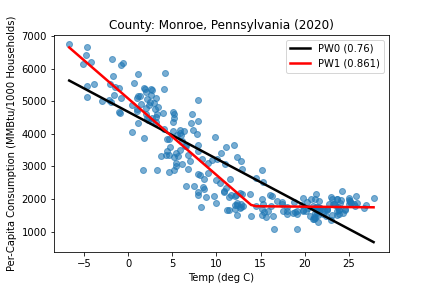 County: Monroe, Pennsylvania (2020)
Per-Capita Consumption (MMBtu/1000 Households)
7000
6000
5000
4000
3000
2000
1000
PW0 (0.76)
PW1 (0.861)
−5
0
5
10
15
20
25
Temp (deg C)